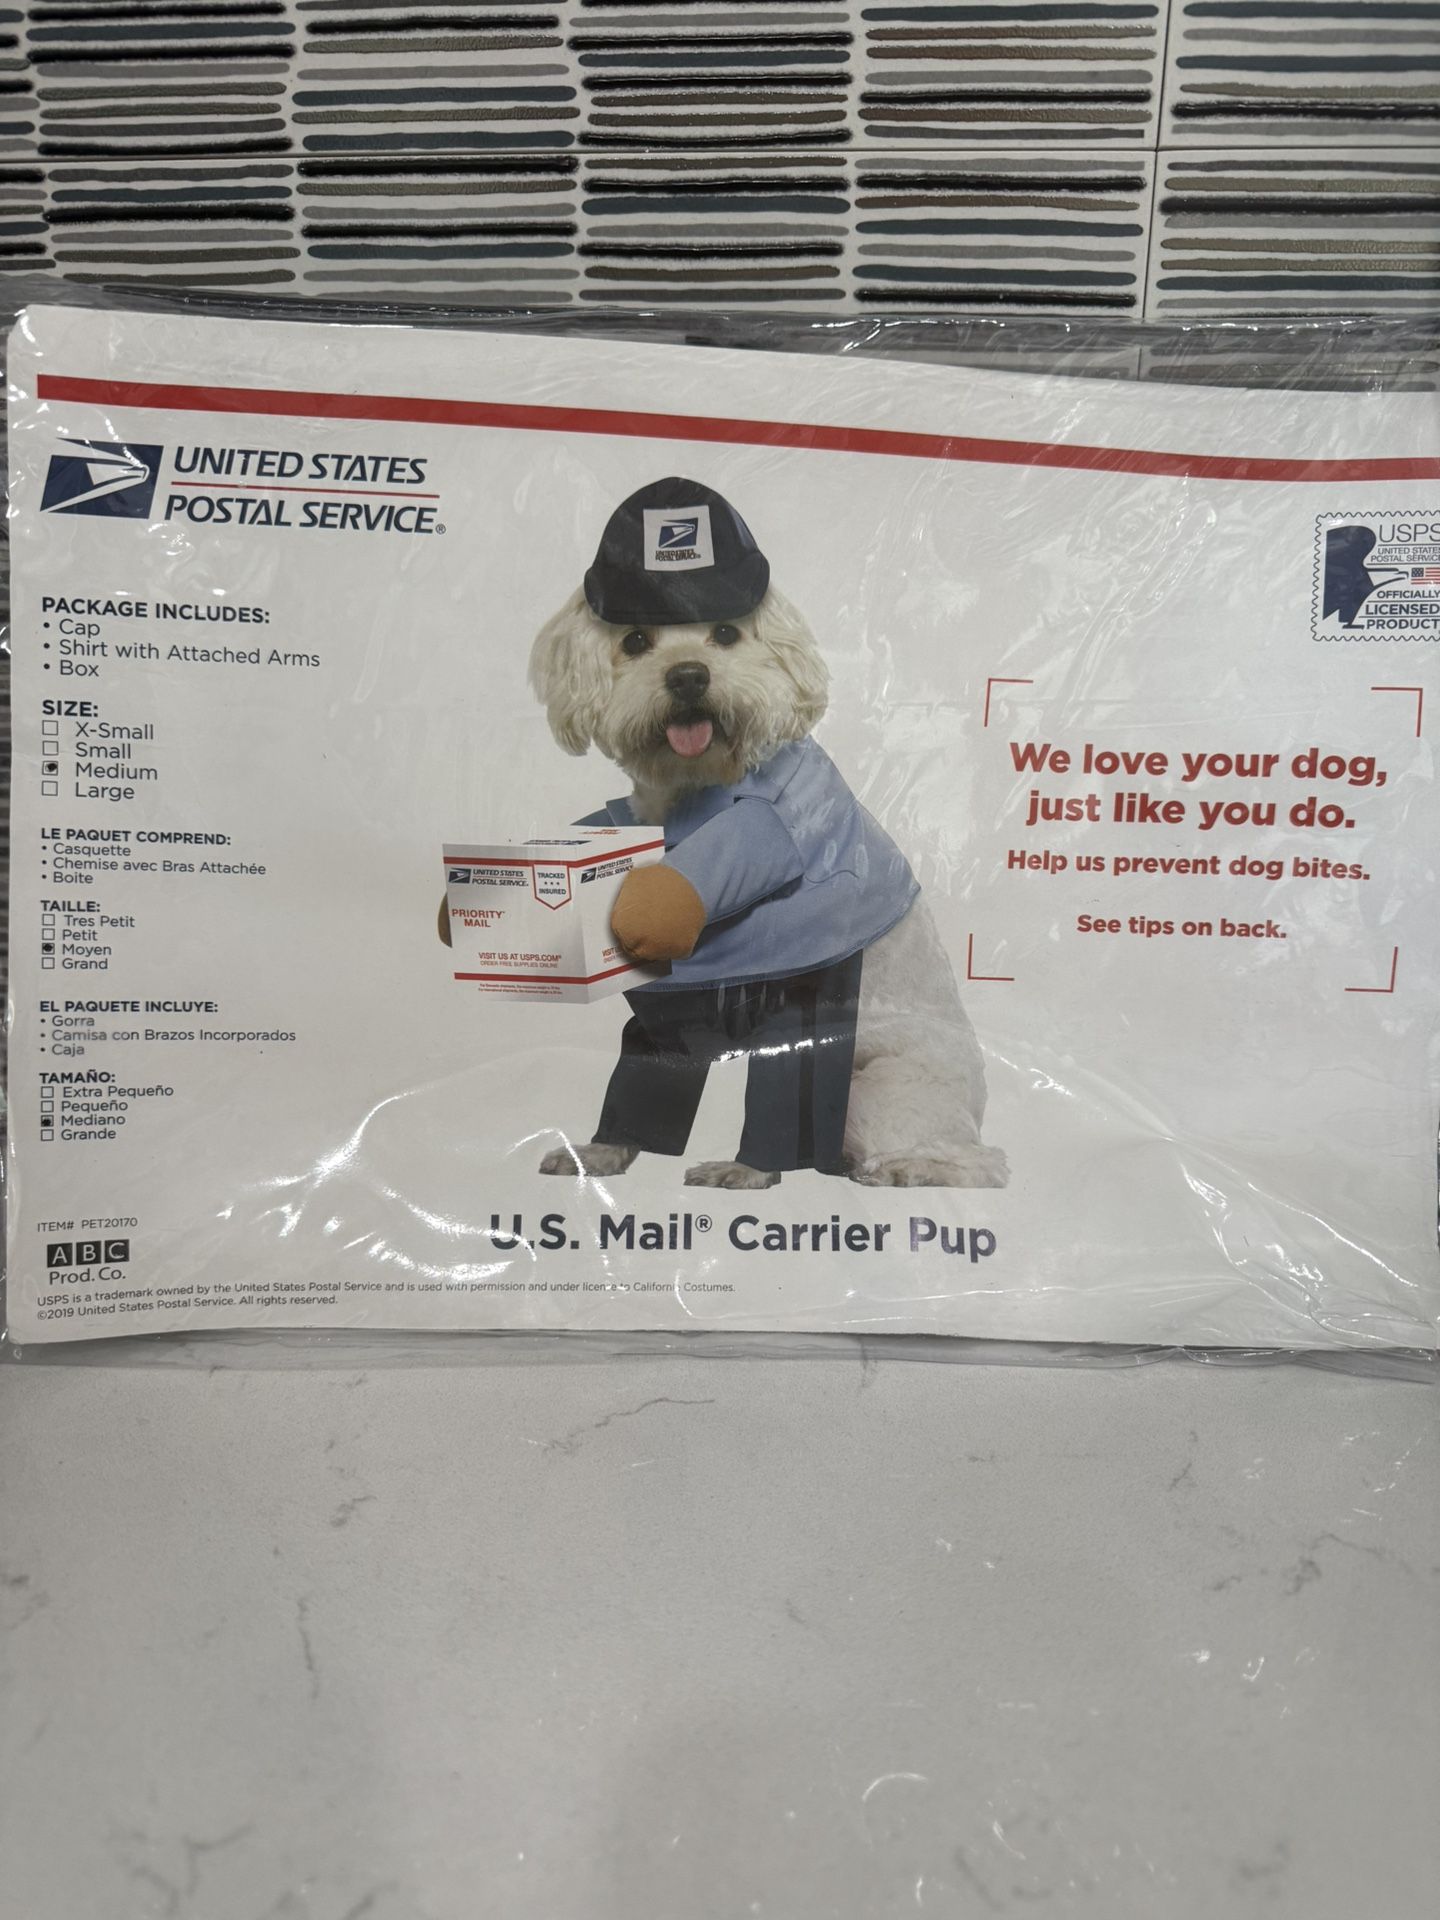 UNITED STATES
POSTAL SERVICE®
PACKAGE INCLUDES:
• Cap
• Shirt with Attached Arms
• Box
SIZE:
X-Small
Small
Medium
Large
LE PAQUET COMPREND:
• Casquette
• Chemise avec Bras Attachée
• Boite
TAILLE:
Tres Petit
Petit
Moyen
Grand
EL PAQUETE INCLUYE:
• Gorra
• Camisa con Brazos Incorporados
• Caja
TAMAÑO:
Extra Pequeño
Pequeño
Mediano
Grande
ITEM# PET20170
ABC
Prod. Co.
USPS is a trademark owned by the United States Postal Service and is used with permission and under license to California Costumes.
©2019 United States Postal Service. All rights reserved.
UNITED STATES
POSTAL SERVICE®
UNITED STATES
POSTAL SERVICE.
TRACKED
★★★
INSURED
UNITED STATES
POSTAL SERVICE
PRIORITY*
MAIL
VISIT US AT USPS.COM®
ORDER FREE SUPPLIES ONLINE
VISIT
U.S. Mail® Carrier Pup
USPS
UNITED STATES
POSTAL SERVICE
OFFICIALLY
LICENSED
PRODUCT
We love your dog,
just like you do.
Help us prevent dog bites.
See tips on back.